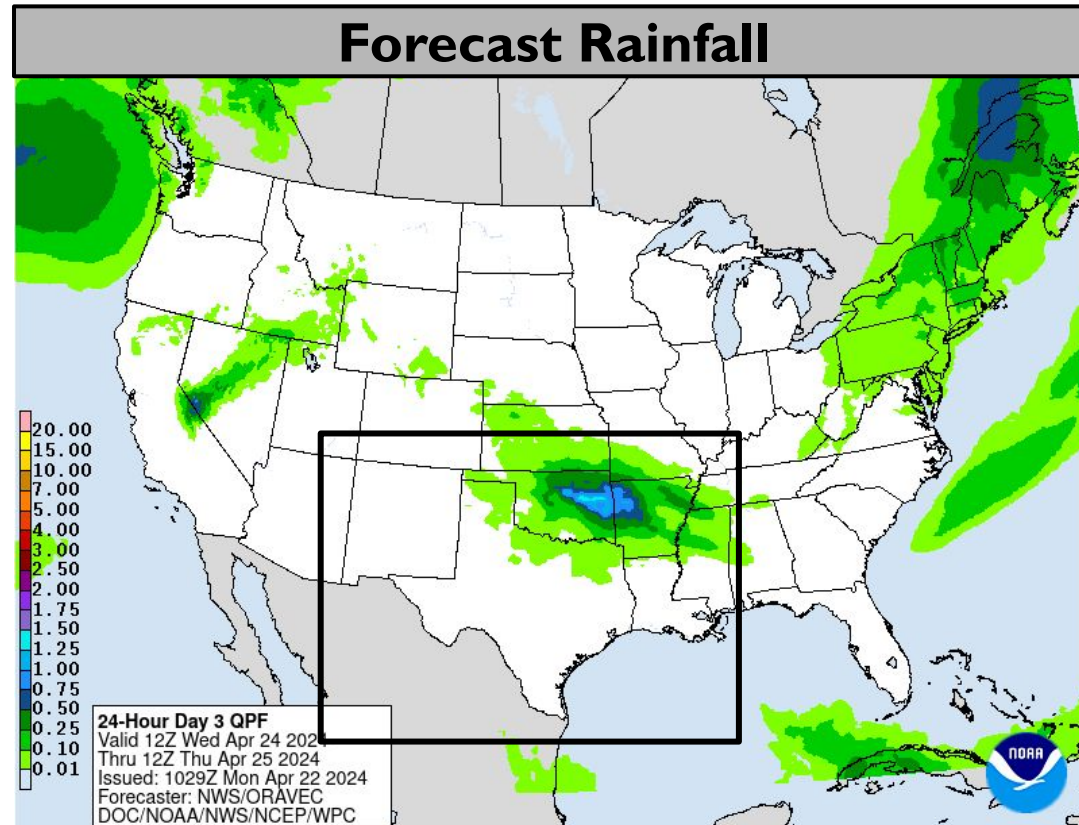 Forecast Rainfall
20.00
15.00
10.00
7.00
5.00
4.00
3.00
2.50
2.00
1.75
1.50
1.25
1.00
0.75
0.50
0.25
0.10
0.01
24-Hour Day 3 QPF
Valid 12Z Wed Apr 24 2024
Thru 12Z Thu Apr 25 2024
Issued: 1029Z Mon Apr 22 2024
Forecaster: NWS/ORAVEC
DOC/NOAA/NWS/NCEP/WPC
NOAA